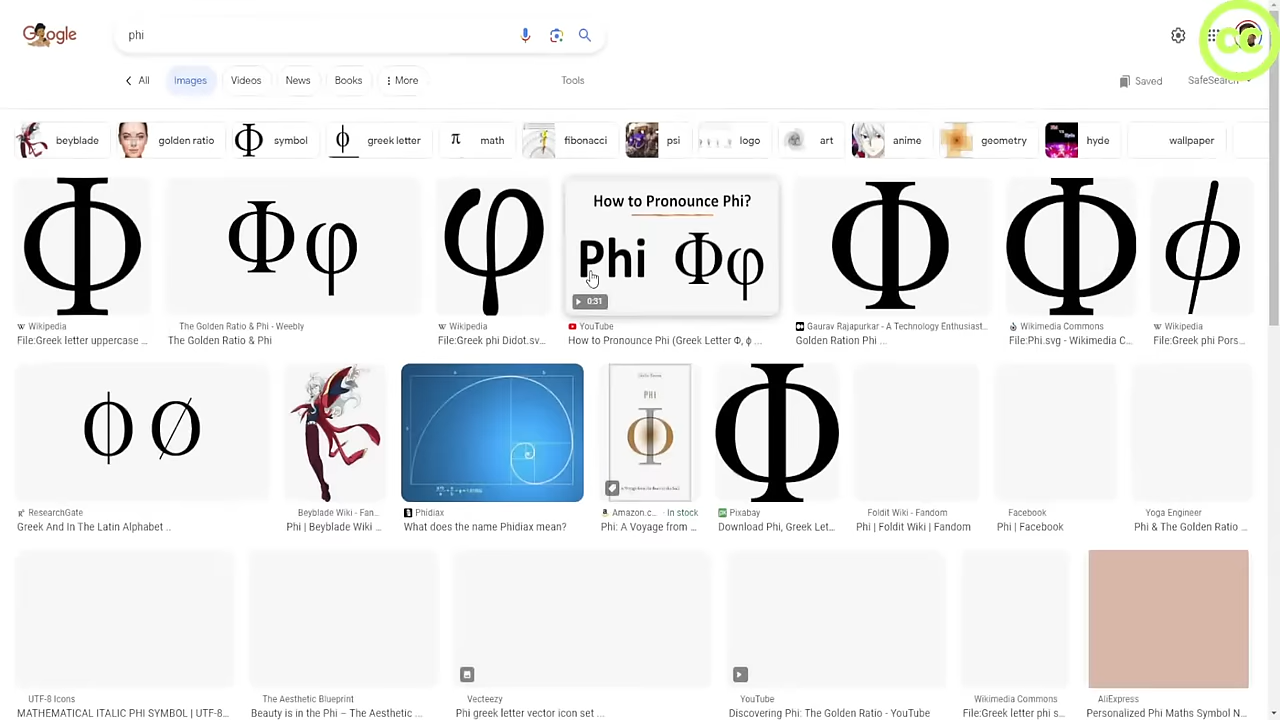 Google
phi
All Images Videos News Books More Tools
Saved SafeSearch
beyblade golden ratio symbol greek letter π math fibonacci psi logo art anime geometry hyde wallpaper
Φ Φφ φ How to Pronounce Phi? Φ Φ ϕ
Phi Φφ
0:31
Wikipedia The Golden Ratio & Phi - Weebly Wikipedia YouTube Gaurav Rajapurkar - A Technology Enthusiast... Wikimedia Commons Wikipedia
File:Greek letter uppercase ... The Golden Ratio & Phi File:Greek phi Didot.sv... How to Pronounce Phi (Greek Letter Φ, ϕ ... Golden Ration Phi ... File:Phi.svg - Wikimedia C... File:Greek phi Pors...
ϕ Ø PHI Φ Φ
ResearchGate Beyblade Wiki - Fan... Phidiax Amazon.c... · In stock Pixabay Foldit Wiki - Fandom Facebook Yoga Engineer
Greek And In The Latin Alphabet .. Phi | Beyblade Wiki ... What does the name Phidiax mean? Phi: A Voyage from ... Download Phi, Greek Let... Phi | Foldit Wiki | Fandom Phi | Facebook Phi & The Golden Ratio ...
UTF-8 Icons The Aesthetic Blueprint Vecteezy YouTube Wikimedia Commons AliExpress
MATHEMATICAL ITALIC PHI SYMBOL | UTF-8... Beauty is in the Phi – The Aesthetic ... Phi greek letter vector icon set ... Discovering Phi: The Golden Ratio - YouTube File:Greek letter phi s... Personalized Phi Maths Symbol N...